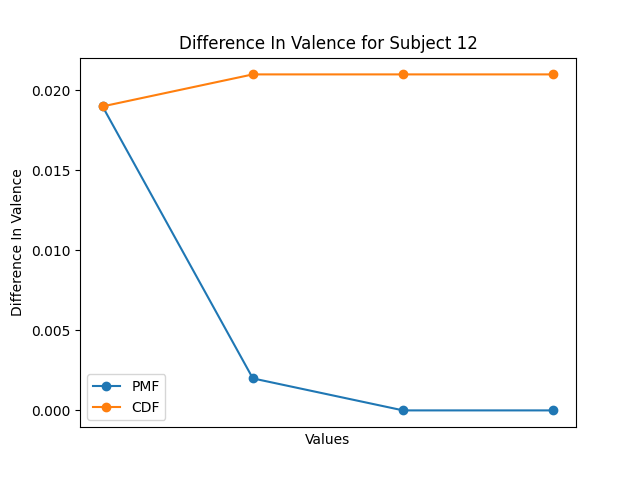 Difference In Valence for Subject 12
Difference In Valence
0.020
0.015
0.010
0.005
0.000
PMF
CDF
Values